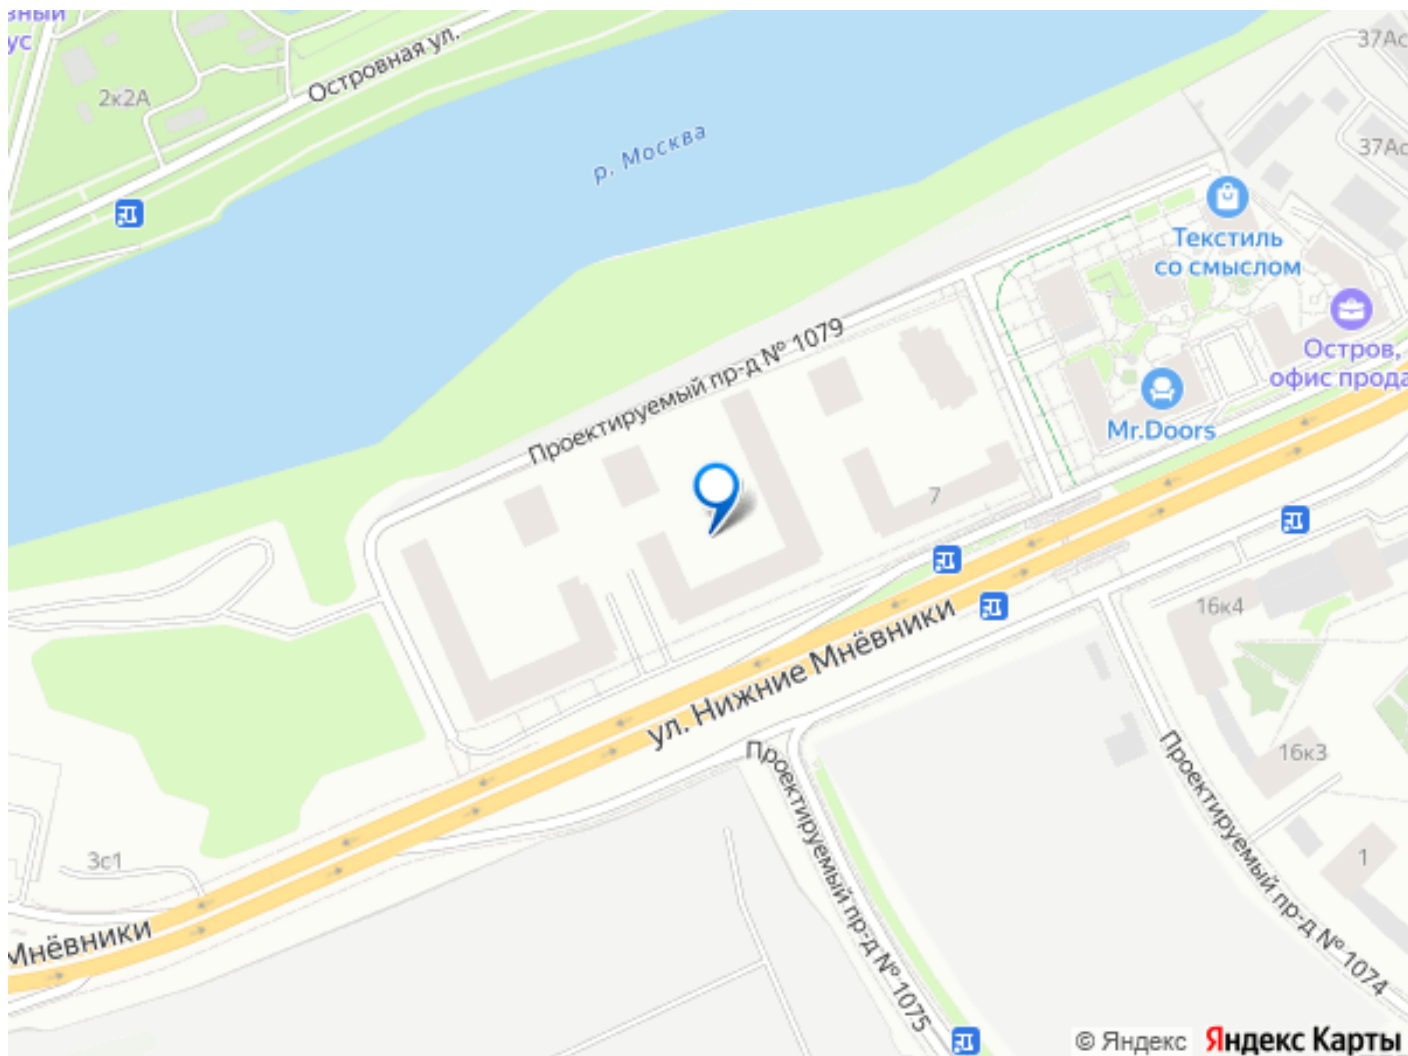 Островная ул.
2к2А
37Ас
р. Москва
37Ас
Текстиль
со смыслом
Остров,
офис прода
Проектируемый пр-д № 1079
Mr.Doors
7
16к4
ул. Нижние Мнёвники
16к3
Проектируемый пр-д № 1075
Проектируемый пр-д № 1074
3с1
1
Мнёвники
© Яндекс Яндекс Карты